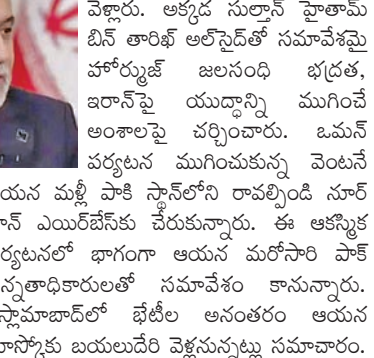 వెళ్లారు. అక్కడ సుల్తాన్ హైతామ్
బిన్ తారిఖ్ అల్‌సైద్‌తో సమావేశమై
హోర్ముజ్ జలసంధి భద్రత,
ఇరాన్‌పై యుద్ధాన్ని ముగించే
అంశాలపై చర్చించారు. ఒమన్
పర్యటన ముగించుకున్న వెంటనే
యన మళ్లీ పాకి స్థాన్‌లోని రావల్పిండి నూర్
ాన్ ఎయిర్‌బేస్‌కు చేరుకున్నారు. ఈ ఆకస్మిక
ర్యటనలో భాగంగా ఆయన మరోసారి పాక్
న్నతాధికారులతో సమావేశం కానున్నారు.
స్లామాబాద్‌లో భేటీల అనంతరం ఆయన
మాస్కోకు బయలుదేరి వెళ్లనున్నట్లు సమాచారం.